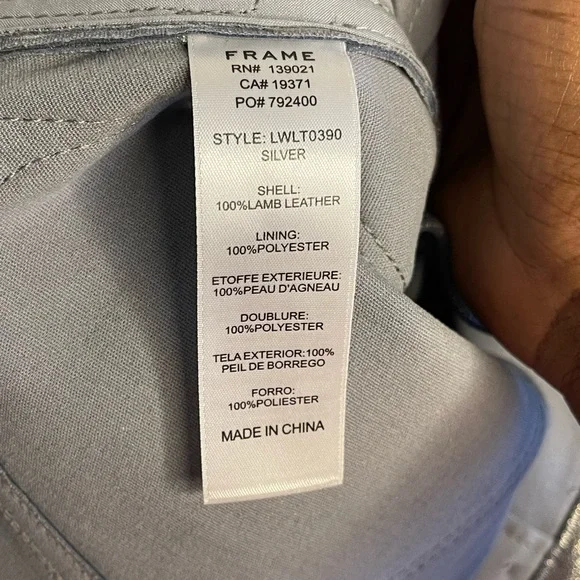 FRAME
RN# 139021
CA# 19371
PO# 792400
STYLE: LWLT0390
SILVER
SHELL:
100%LAMB LEATHER
LINING:
100%POLYESTER
ETOFFE EXTERIEURE:
100%PEAU D'AGNEAU
DOUBLURE:
100%POLYESTER
TELA EXTERIOR:100%
PEIL DE BORREGO
FORRO:
100%POLIESTER
MADE IN CHINA